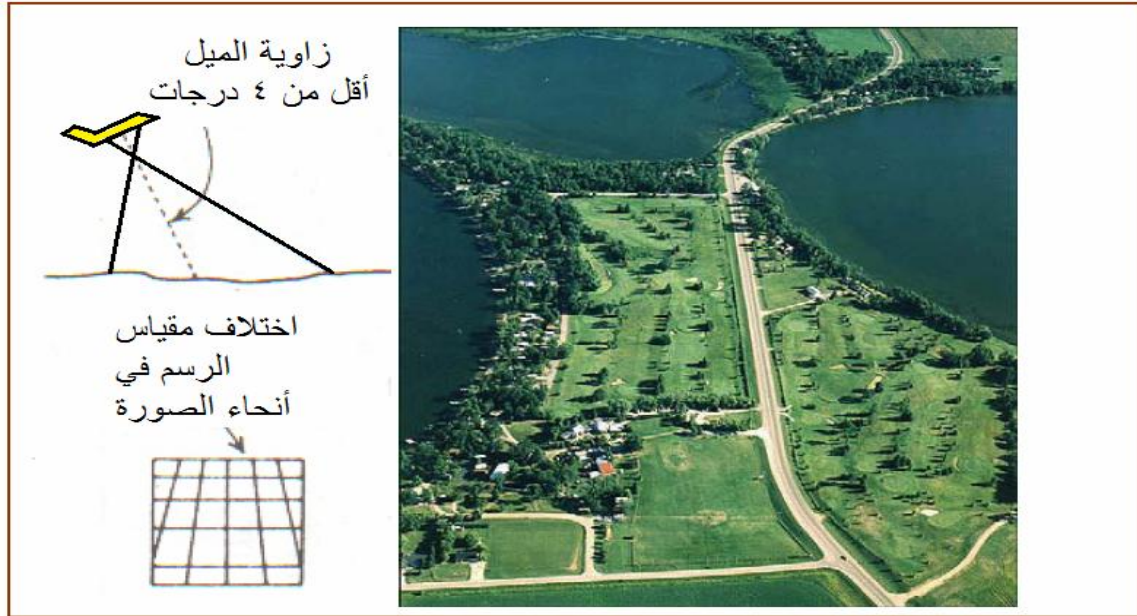 زاوية الميل
أقل من ٤ درجات
اختلاف مقياس
الرسم في
أنحاء الصورة